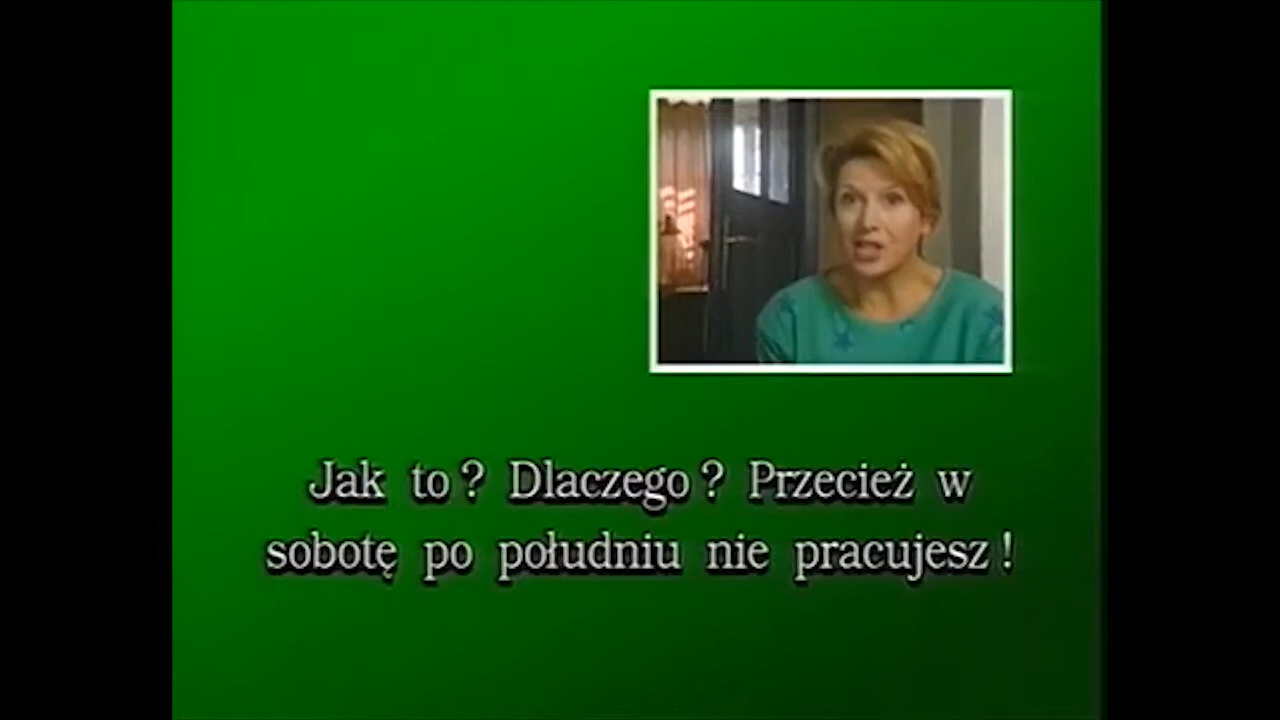 Jak to ? Dlaczego ? Przecież w
sobotę po południu nie pracujesz !